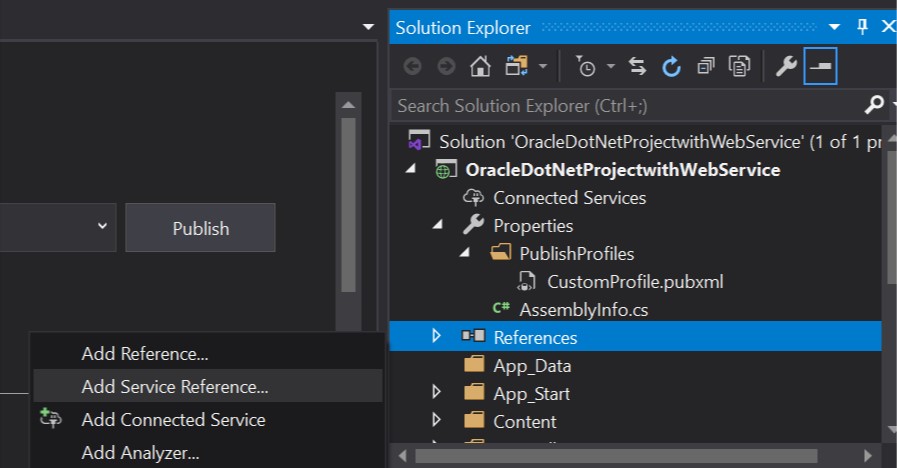 Solution Explorer
Search Solution Explorer (Ctrl+;)
Solution 'OracleDotNetProjectwithWebService' (1 of 1 pr
OracleDotNetProjectwithWebService
Connected Services
Properties
PublishProfiles
CustomProfile.pubxml
C# AssemblyInfo.cs
References
App_Data
App_Start
Content
Publish
Add Reference...
Add Service Reference...
Add Connected Service
Add Analyzer...